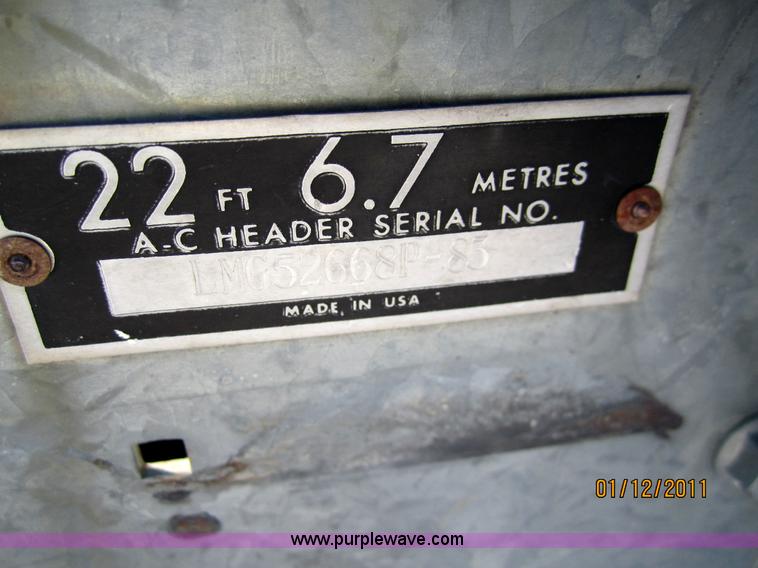 22 FT 6.7 METRES
A-C HEADER SERIAL NO.
LMG52668P-85
MADE IN USA
01/12/2011
www.purplewave.com